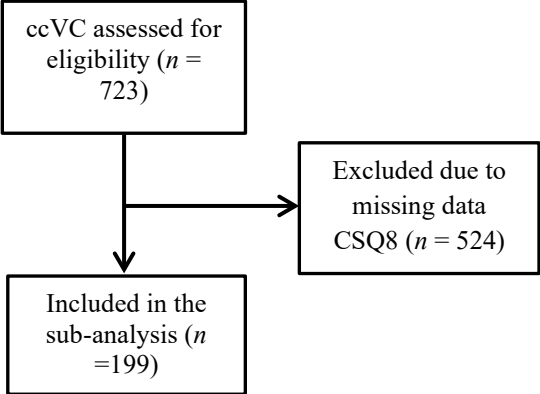 ccVC assessed for
eligibility (n =
723)
Excluded due to
missing data
CSQ8 (n = 524)
Included in the
sub-analysis (n
=199)